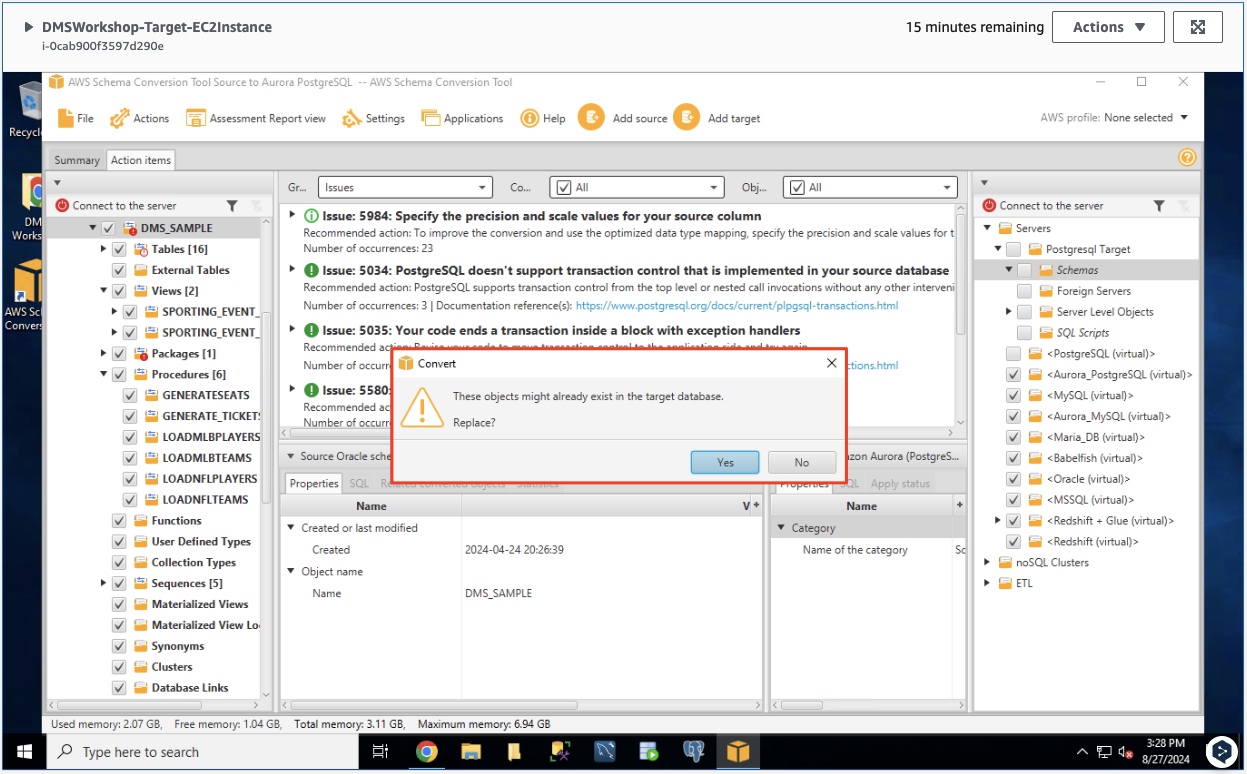 DMSWorkshop-Target-EC2Instance
i-0cab900f3597d290e
15 minutes remaining
Actions
AWS Schema Conversion Tool Source to Aurora PostgreSQL -- AWS Schema Conversion Tool
File
Actions
Assessment Report view
Settings
Applications
Help
Add source
Add target
AWS profile: None selected
Recycle
DM
Works
AWS Sc
Convers
Summary
Action items
Connect to the server
DMS_SAMPLE
Tables [16]
External Tables
Views [2]
SPORTING_EVENT_
SPORTING_EVENT_
Packages [1]
Procedures [6]
GENERATESEATS
GENERATE_TICKETS
LOADMLBPLAYERS
LOADMLBTEAMS
LOADNFLPLAYERS
LOADNFLTEAMS
Functions
User Defined Types
Collection Types
Sequences [5]
Materialized Views
Materialized View Lo
Synonyms
Clusters
Database Links
Gr... Issues
Co... All
Obj... All
Issue: 5984: Specify the precision and scale values for your source column
Recommended action: To improve the conversion and use the optimized data type mapping, specify the precision and scale values for t
Number of occurrences: 23
Issue: 5034: PostgreSQL doesn't support transaction control that is implemented in your source database
Recommended action: PostgreSQL supports transaction control from the top level or nested call invocations without any other interveni
Number of occurrences: 3 | Documentation reference(s): https://www.postgresql.org/docs/current/plpgsql-transactions.html
Issue: 5035: Your code ends a transaction inside a block with exception handlers
Recommended action: Revise your code to move transaction control to the application side and try again
Number of occurr
ctions.html
Issue: 5580:
Recommended ac
Number of occurr
Convert
These objects might already exist in the target database.
Replace?
Yes
No
Source Oracle sche
Properties
SQL
Related converted objects
Statistics
Name
V +
Created or last modified
Created
2024-04-24 20:26:39
Object name
Name
DMS_SAMPLE
azon Aurora (PostgreS...
Properties
SQL
Apply status
Name
+
Category
Name of the category
Sc
Connect to the server
Servers
Postgresql Target
Schemas
Foreign Servers
Server Level Objects
SQL Scripts
<PostgreSQL (virtual)>
<Aurora_PostgreSQL (virtual)>
<MySQL (virtual)>
<Aurora_MySQL (virtual)>
<Maria_DB (virtual)>
<Babelfish (virtual)>
<Oracle (virtual)>
<MSSQL (virtual)>
<Redshift + Glue (virtual)>
<Redshift (virtual)>
noSQL Clusters
ETL
Used memory: 2.07 GB, Free memory: 1.04 GB, Total memory: 3.11 GB, Maximum memory: 6.94 GB
Type here to search
3:28 PM
8/27/2024